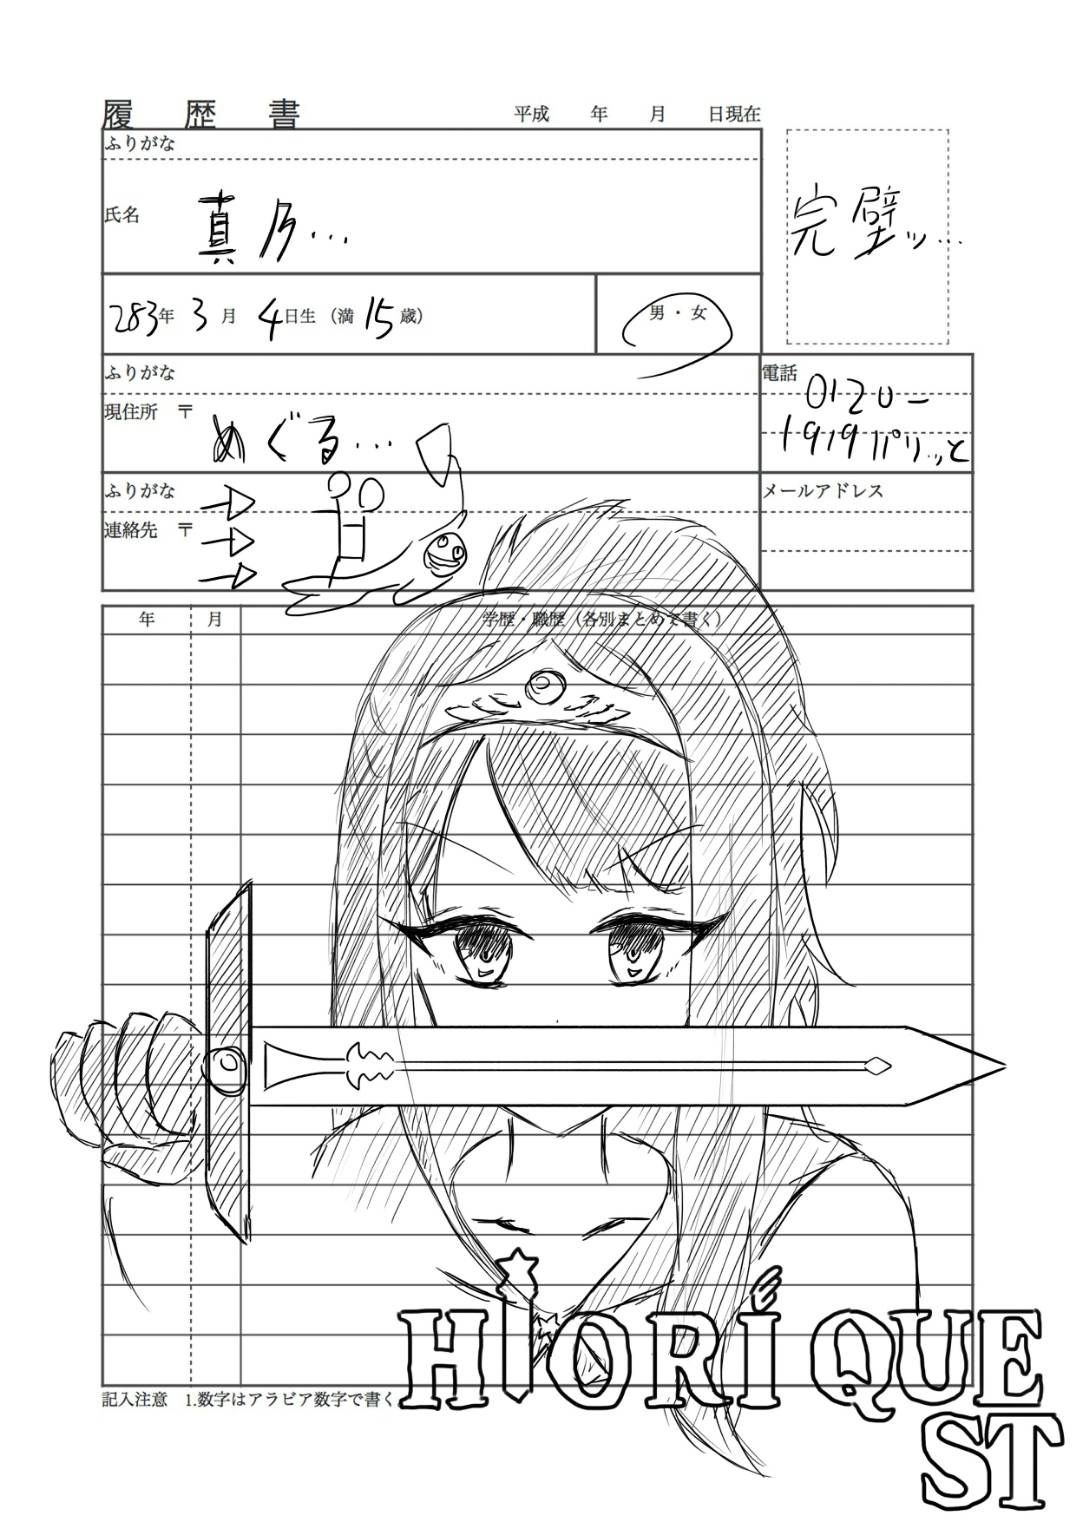 履歴書 平成 年 月 日現在
ふりがな
氏名 真乃...
完璧ッ...
283年 3月 4日生 (満 15歳)
男・女
ふりがな
電話 0120-
現住所 〒 めぐる...
1919パリッと
ふりがな
メールアドレス
連絡先 〒
年 月 学歴・職歴 (各別まとめて書く)
HiORI QUE
ST
記入注意 1.数字はアラビア数字で書く。